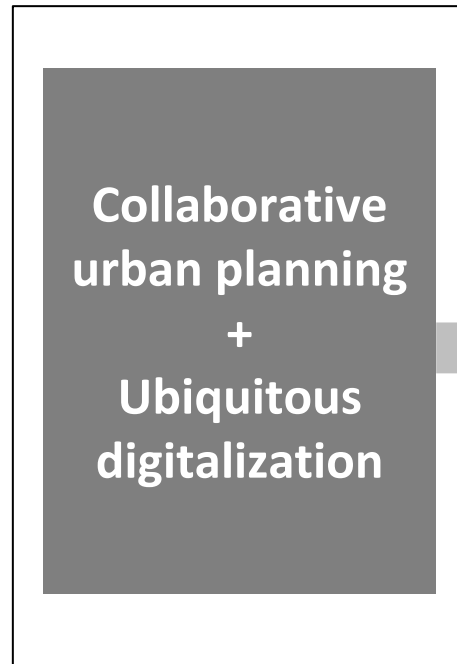 Collaborative
urban planning
+
Ubiquitous
digitalization